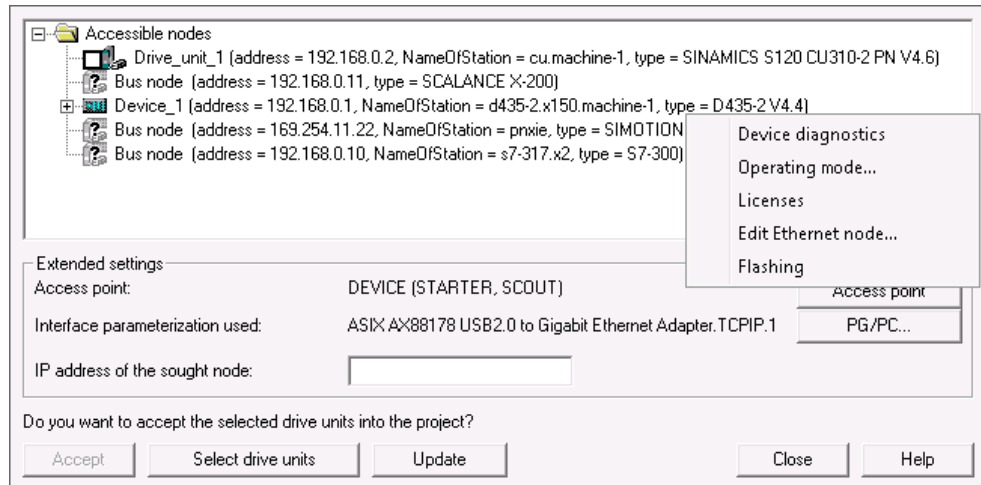 Accessible nodes
Drive_unit_1 (address = 192.168.0.2, NameOfStation = cu.machine-1, type = SINAMICS S120 CU310-2 PN V4.6)
Bus node (address = 192.168.0.11, type = SCALANCE X-200)
Device_1 (address = 192.168.0.1, NameOfStation = d435-2.x150.machine-1, type = D435-2 V4.4)
Bus node (address = 169.254.11.22, NameOfStation = pnxie, type = SIMOTION
Bus node (address = 192.168.0.10, NameOfStation = s7-317.x2, type = S7-300)
Device diagnostics
Operating mode...
Licenses
Edit Ethernet node...
Flashing
Extended settings
Access point: DEVICE (STARTER, SCOUT) Access point
Interface parameterization used: ASIX AX88178 USB2.0 to Gigabit Ethernet Adapter.TCPIP.1 PG/PC...
IP address of the sought node:
Do you want to accept the selected drive units into the project?
Accept Select drive units Update Close Help